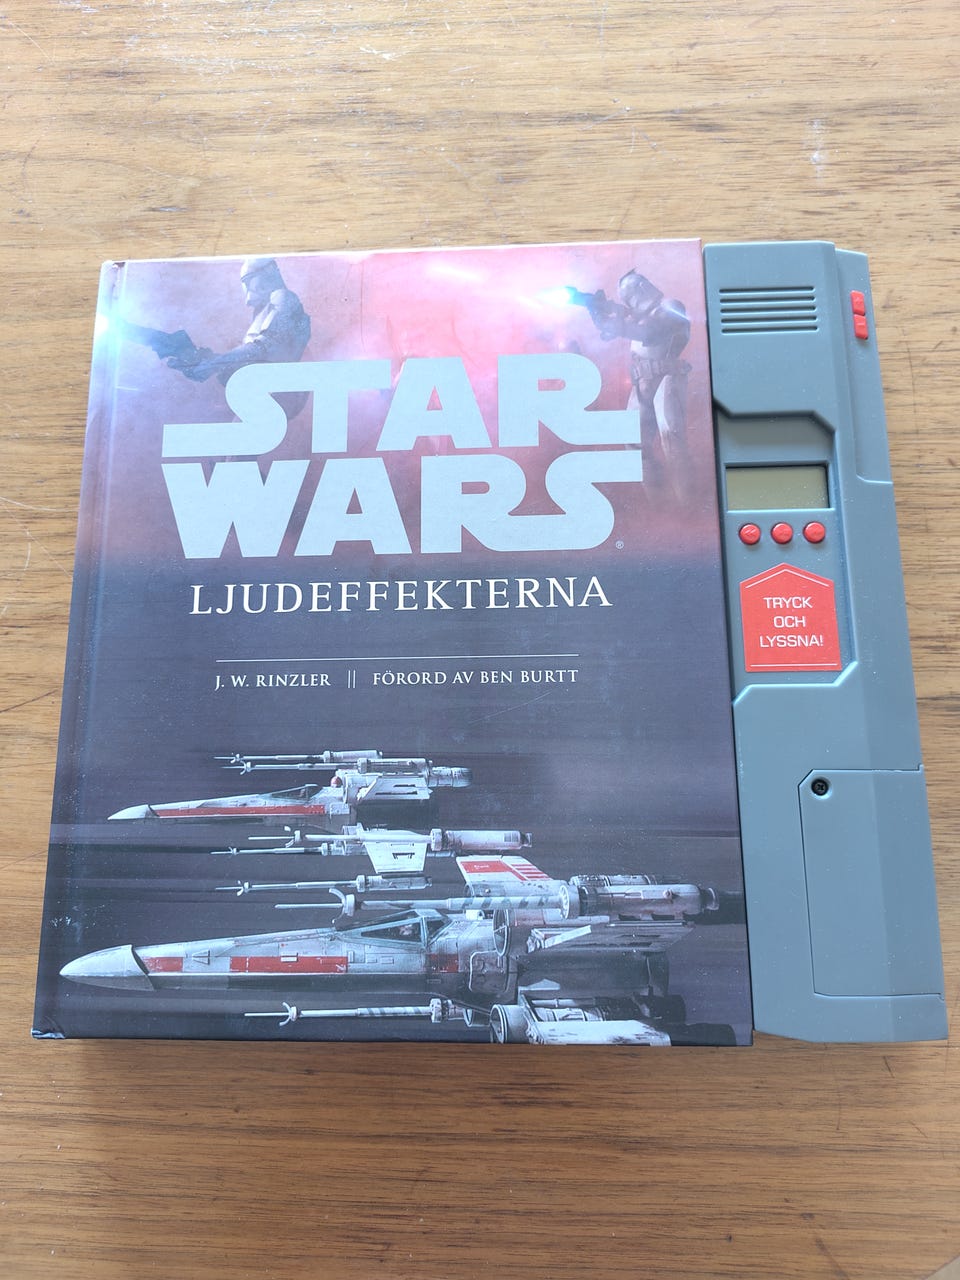 STAR
WARS®
LJUDEFFEKTERNA
J. W. RINZLER || FÖRORD AV BEN BURTT
TRYCK
OCH
LYSSNA!